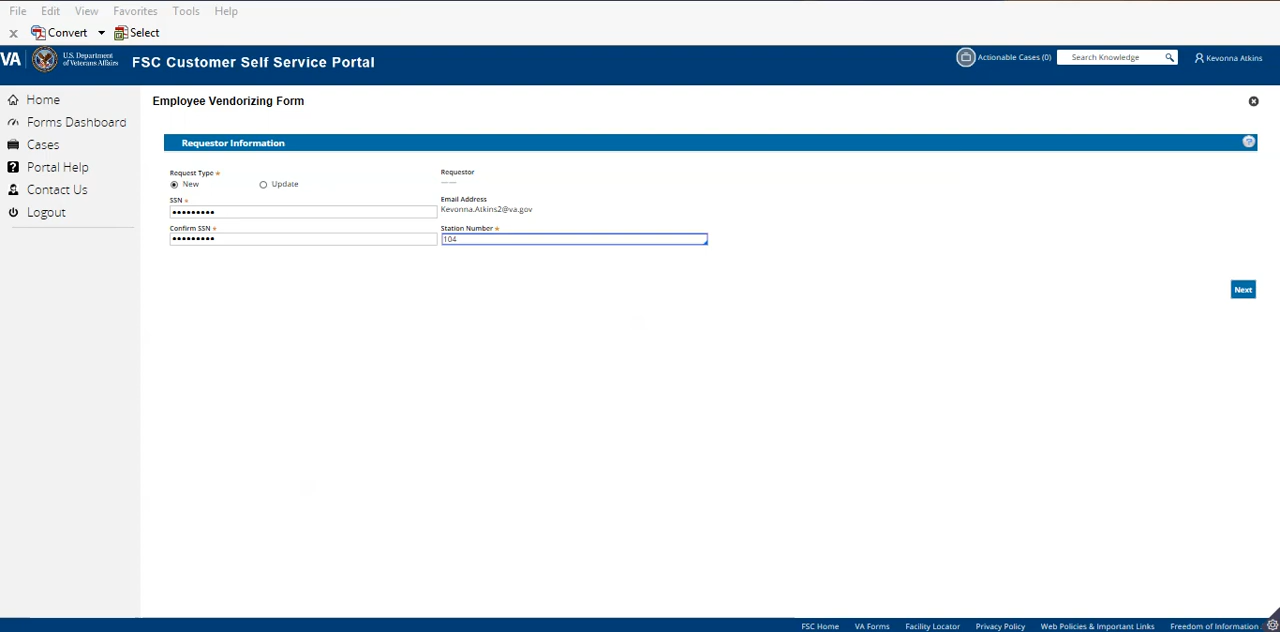 File Edit View Favorites Tools Help
x Convert Select
VA U.S. Department of Veterans Affairs FSC Customer Self Service Portal Actionable Cases (0) Search Knowledge Kevonna Atkins
Home
Forms Dashboard
Cases
Portal Help
Contact Us
Logout
Employee Vendorizing Form
Requestor Information
Request Type Requestor
New Update -----
SSN Email Address
••••••••• Kevonna.Atkins2@va.gov
Confirm SSN Station Number
••••••••• 104
Next
FSC Home VA Forms Facility Locator Privacy Policy Web Policies & Important Links Freedom of Information